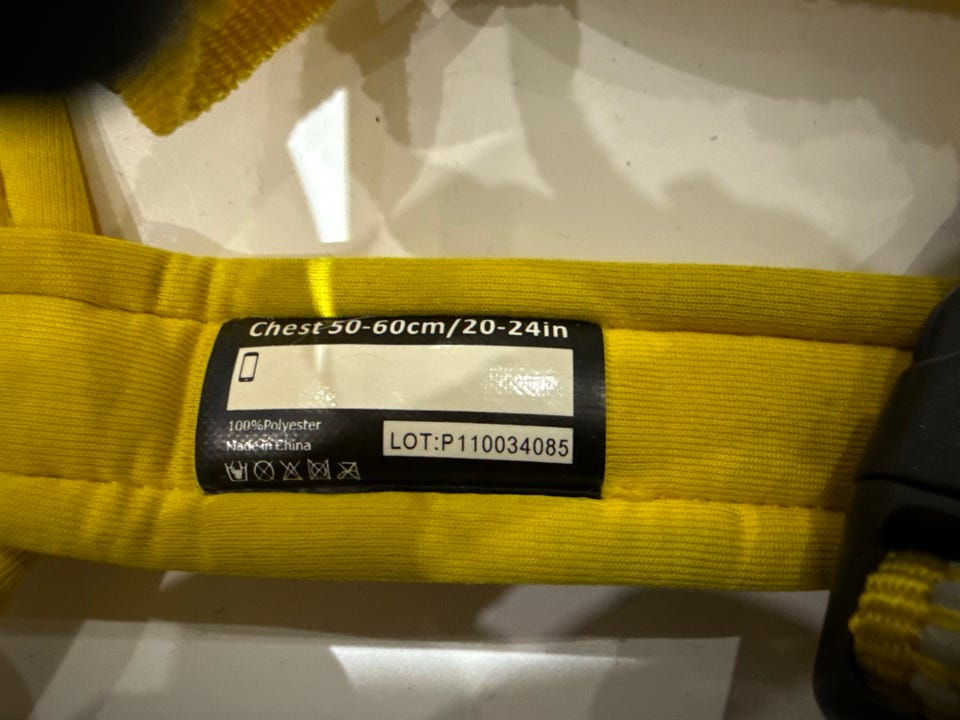 Chest 50-60cm/20-24in
100%Polyester
Made in China
LOT:P110034085